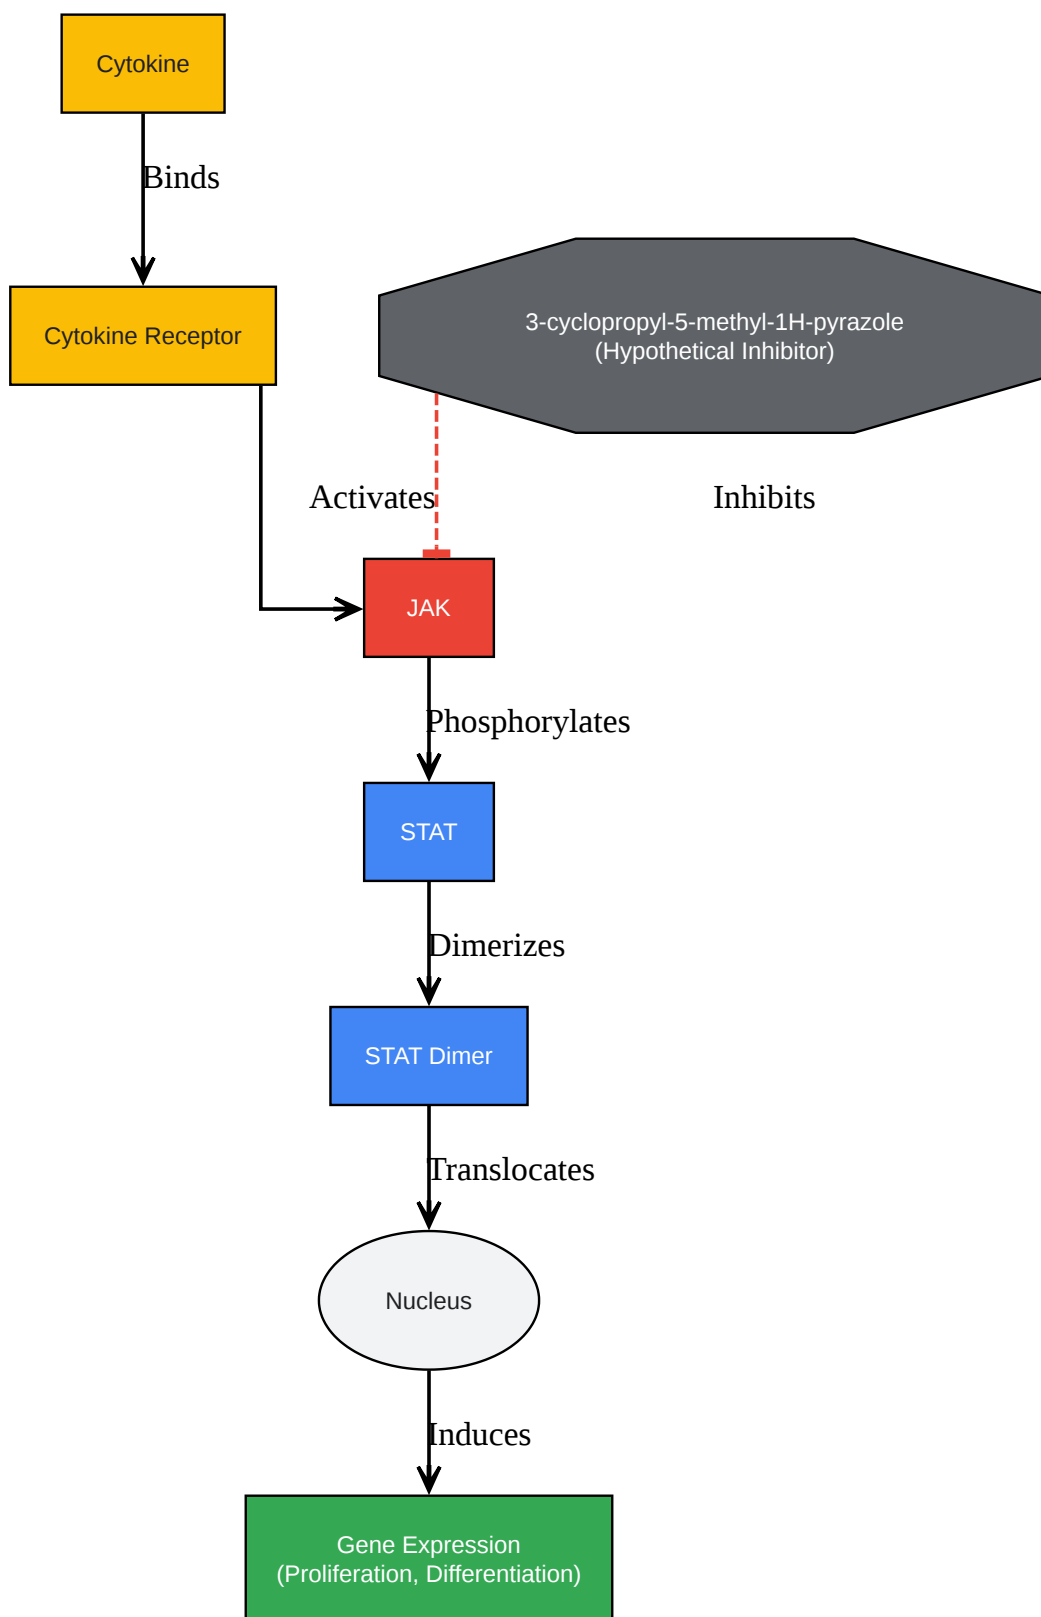 Cytokine
Binds
Cytokine Receptor
3-cyclopropyl-5-methyl-1H-pyrazole
(Hypothetical Inhibitor)
Activates
Inhibits
JAK
Phosphorylates
STAT
Dimerizes
STAT Dimer
Translocates
Nucleus
Induces
Gene Expression
(Proliferation, Differentiation)